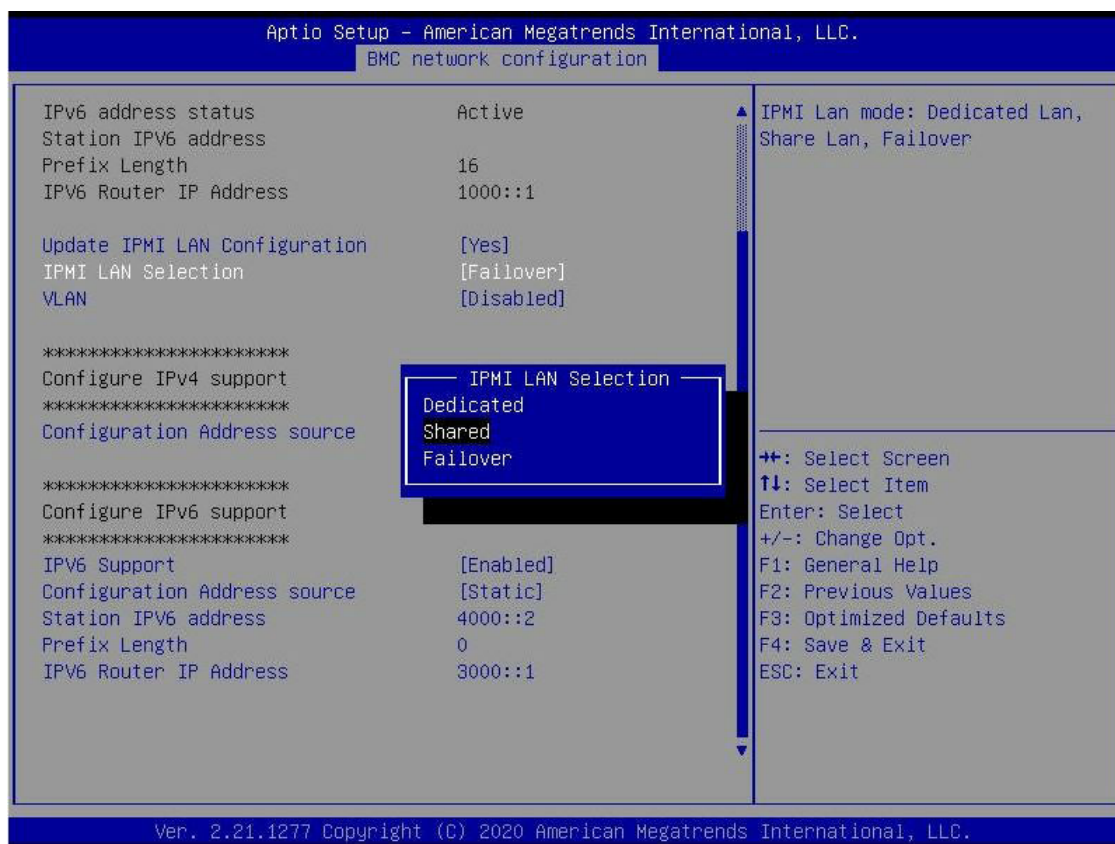 Aptio Setup – American Megatrends International, LLC.
BMC network configuration
IPv6 address status Active
Station IPV6 address
Prefix Length 16
IPV6 Router IP Address 1000::1
Update IPMI LAN Configuration [Yes]
IPMI LAN Selection [Failover]
VLAN [Disabled]
**********************
Configure IPv4 support
**********************
Configuration Address source
**********************
Configure IPv6 support
**********************
IPV6 Support [Enabled]
Configuration Address source [Static]
Station IPV6 address 4000::2
Prefix Length 0
IPV6 Router IP Address 3000::1
IPMI LAN Selection
Dedicated
Shared
Failover
IPMI Lan mode: Dedicated Lan,
Share Lan, Failover
→←: Select Screen
↑↓: Select Item
Enter: Select
+/-: Change Opt.
F1: General Help
F2: Previous Values
F3: Optimized Defaults
F4: Save & Exit
ESC: Exit
Ver. 2.21.1277 Copyright (C) 2020 American Megatrends International, LLC.